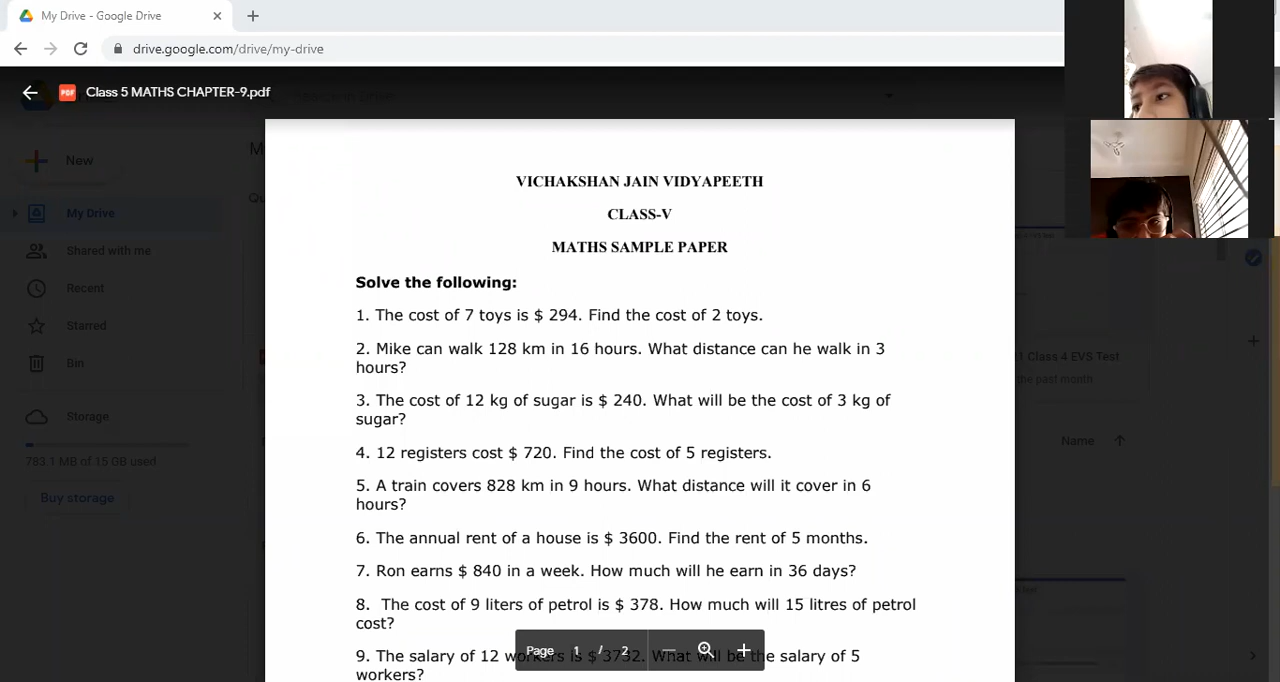 My Drive - Google Drive
drive.google.com/drive/my-drive
PDF Class 5 MATHS CHAPTER-9.pdf
New
My Drive
Shared with me
Recent
Starred
Bin
Storage
783.1 MB of 15 GB used
Buy storage
VICHAKSHAN JAIN VIDYAPEETH
CLASS-V
MATHS SAMPLE PAPER
Solve the following:
1. The cost of 7 toys is $ 294. Find the cost of 2 toys.
2. Mike can walk 128 km in 16 hours. What distance can he walk in 3
hours?
3. The cost of 12 kg of sugar is $ 240. What will be the cost of 3 kg of
sugar?
4. 12 registers cost $ 720. Find the cost of 5 registers.
5. A train covers 828 km in 9 hours. What distance will it cover in 6
hours?
6. The annual rent of a house is $ 3600. Find the rent of 5 months.
7. Ron earns $ 840 in a week. How much will he earn in 36 days?
8. The cost of 9 liters of petrol is $ 378. How much will 15 litres of petrol
cost?
9. The salary of 12 workers is $ 3732. What will be the salary of 5
workers?
Page 1 / 2
Class 4 EVS Test
the past month
Name